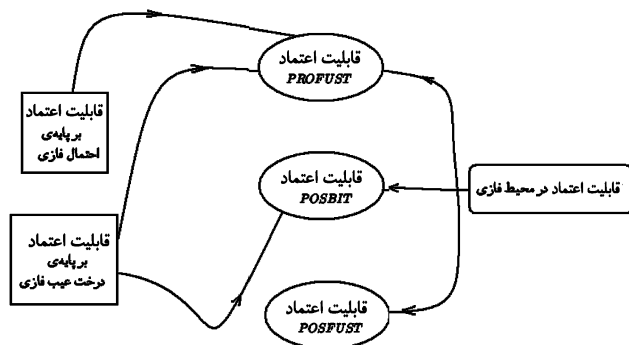 قابلیت اعتماد
PROFUST
قابلیت اعتماد
بر پایه‌ی
احتمال فازی
قابلیت اعتماد
POSBIT
قابلیت اعتماد در محیط فازی
قابلیت اعتماد
بر پایه‌ی
درخت عیب فازی
قابلیت اعتماد
POSFUST